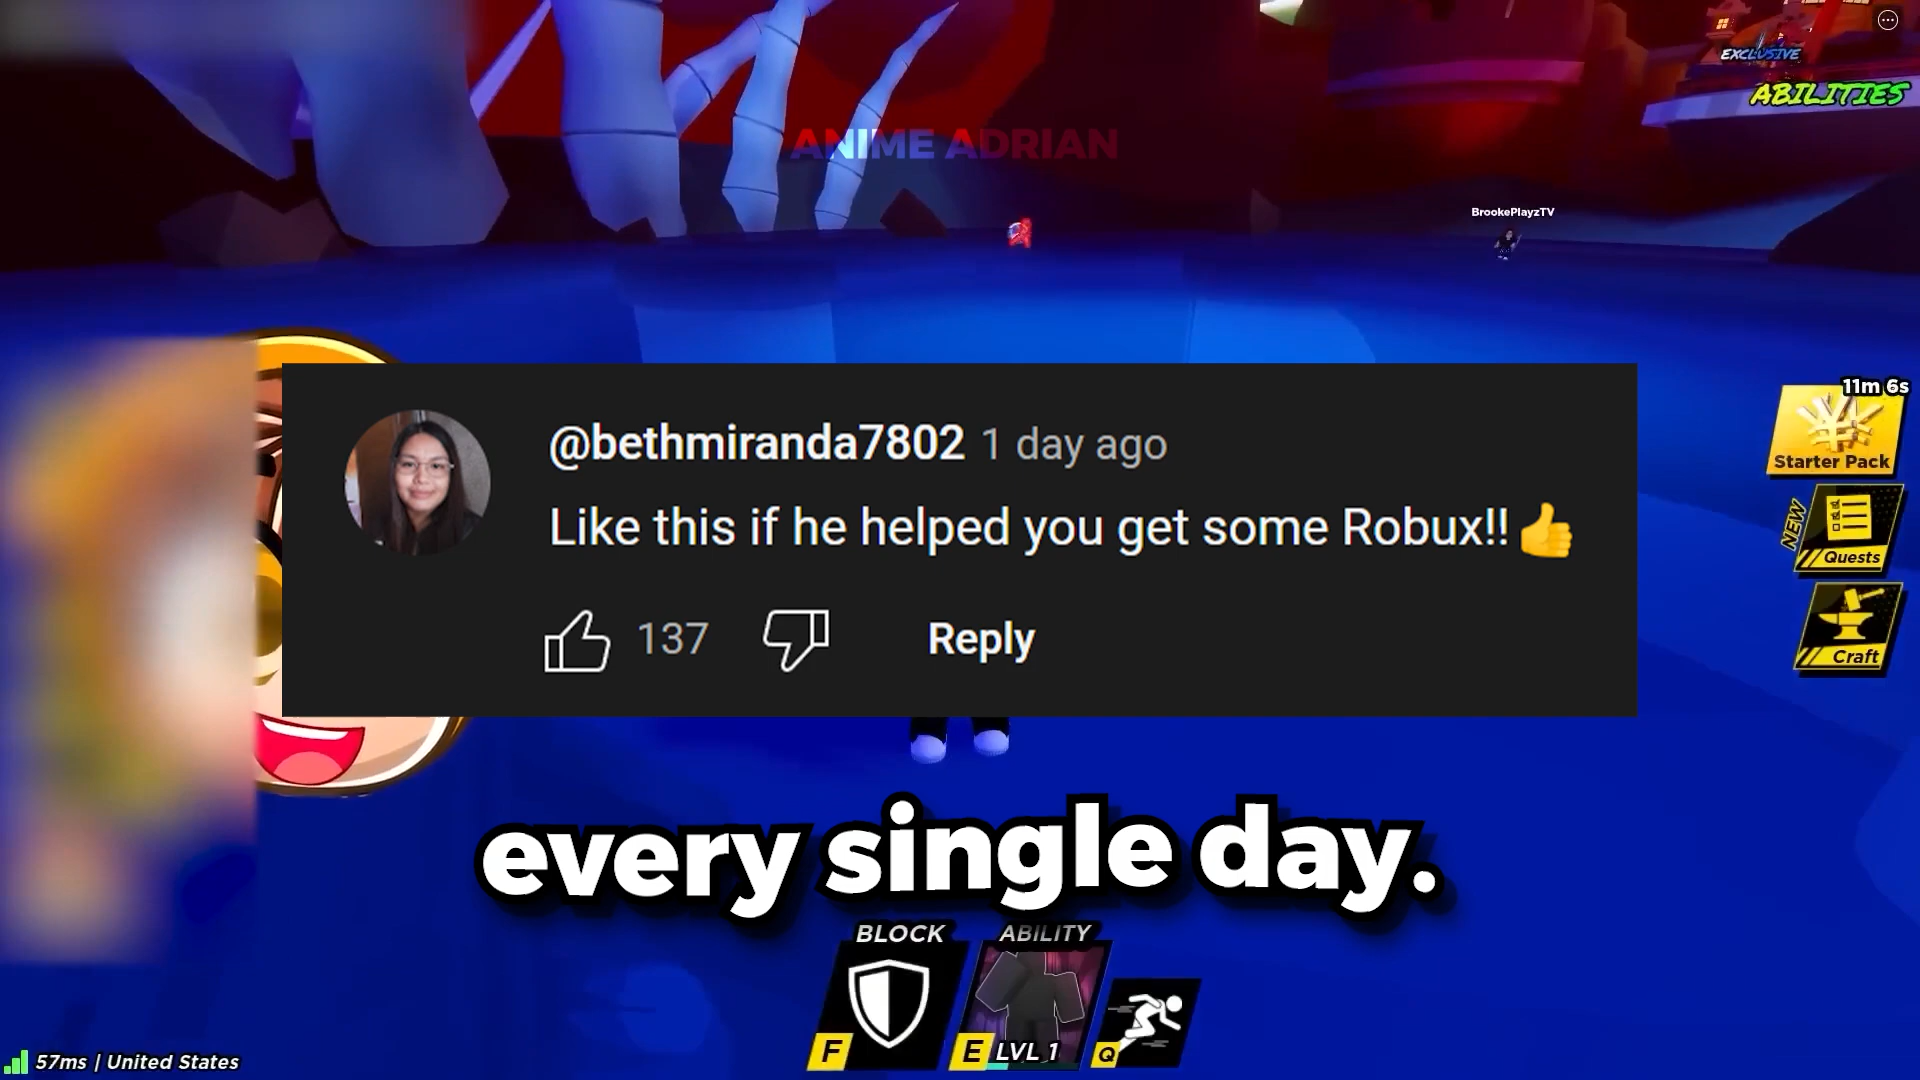 EXCLUSIVE
ABILITIES
ANIME ADRIAN
BrookePlayzTV
11m 6s
Starter Pack
@bethmiranda7802 1 day ago
Like this if he helped you get some Robux!!👍
137
Reply
NEW
Quests
Craft
every single day.
BLOCK
ABILITY
F
E
LVL 1
Q
57ms | United States